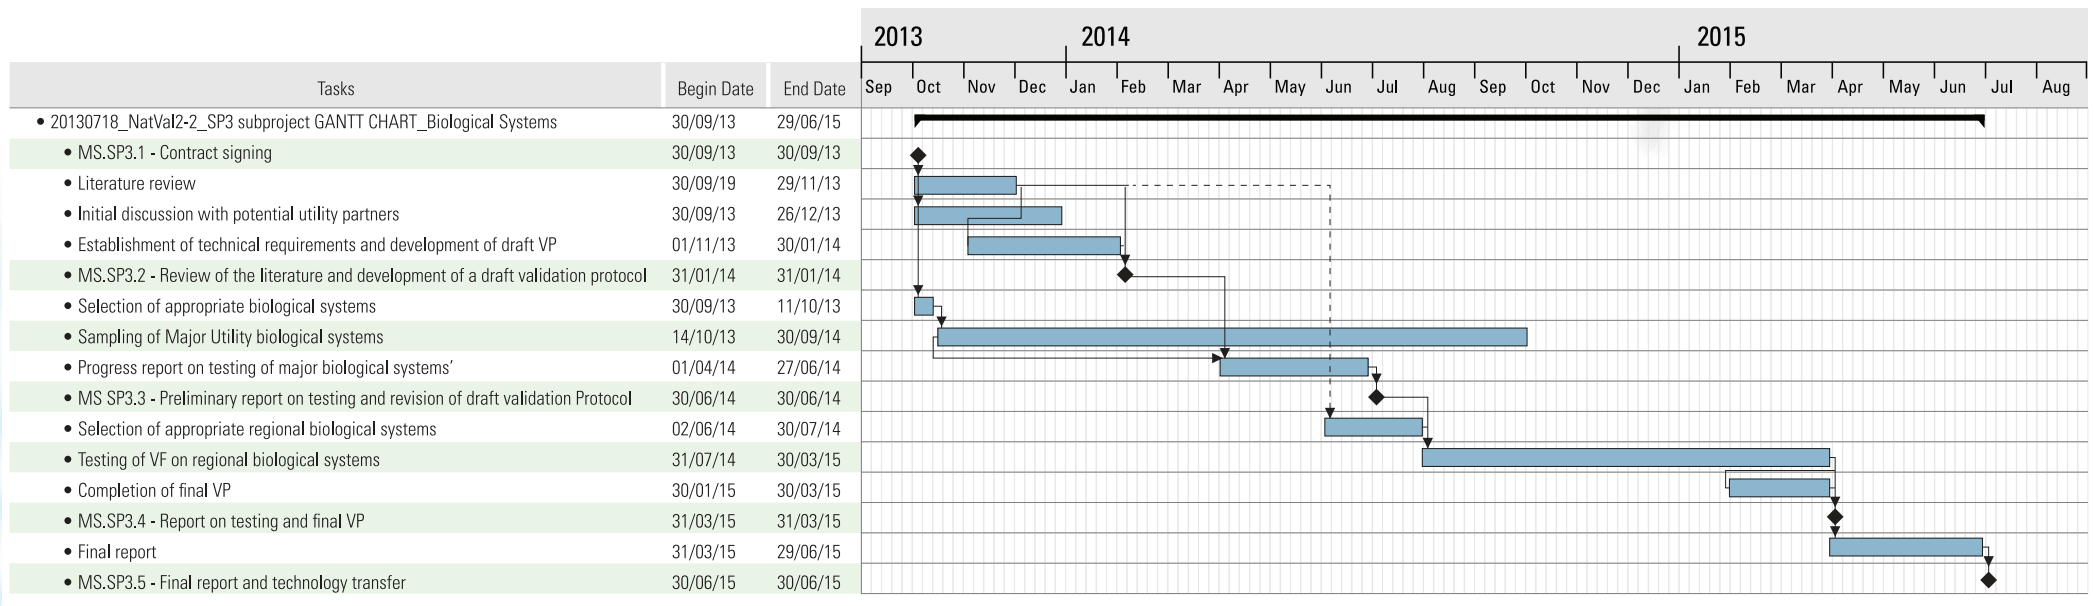 2013 2014 2015
Tasks Begin Date End Date Sep Oct Nov Dec Jan Feb Mar Apr May Jun Jul Aug Sep Oct Nov Dec Jan Feb Mar Apr May Jun Jul Aug
• 20130718_NatVal2-2_SP3 subproject GANTT CHART_Biological Systems 30/09/13 29/06/15
• MS.SP3.1 - Contract signing 30/09/13 30/09/13
• Literature review 30/09/19 29/11/13
• Initial discussion with potential utility partners 30/09/13 26/12/13
• Establishment of technical requirements and development of draft VP 01/11/13 30/01/14
• MS.SP3.2 - Review of the literature and development of a draft validation protocol 31/01/14 31/01/14
• Selection of appropriate biological systems 30/09/13 11/10/13
• Sampling of Major Utility biological systems 14/10/13 30/09/14
• Progress report on testing of major biological systems’ 01/04/14 27/06/14
• MS SP3.3 - Preliminary report on testing and revision of draft validation Protocol 30/06/14 30/06/14
• Selection of appropriate regional biological systems 02/06/14 30/07/14
• Testing of VF on regional biological systems 31/07/14 30/03/15
• Completion of final VP 30/01/15 30/03/15
• MS.SP3.4 - Report on testing and final VP 31/03/15 31/03/15
• Final report 31/03/15 29/06/15
• MS.SP3.5 - Final report and technology transfer 30/06/15 30/06/15